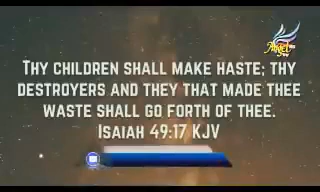 THY CHILDREN SHALL MAKE HASTE; THY
DESTROYERS AND THEY THAT MADE THEE
WASTE SHALL GO FORTH OF THEE.
ISAIAH 49:17 KJV